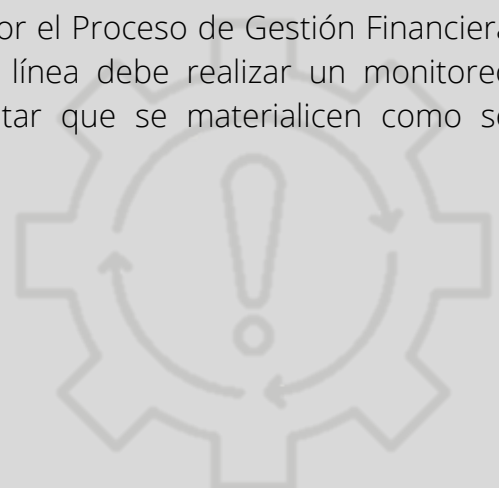 or el Proceso de Gestión Financiera
línea debe realizar un monitoreo
tar que se materialicen como se